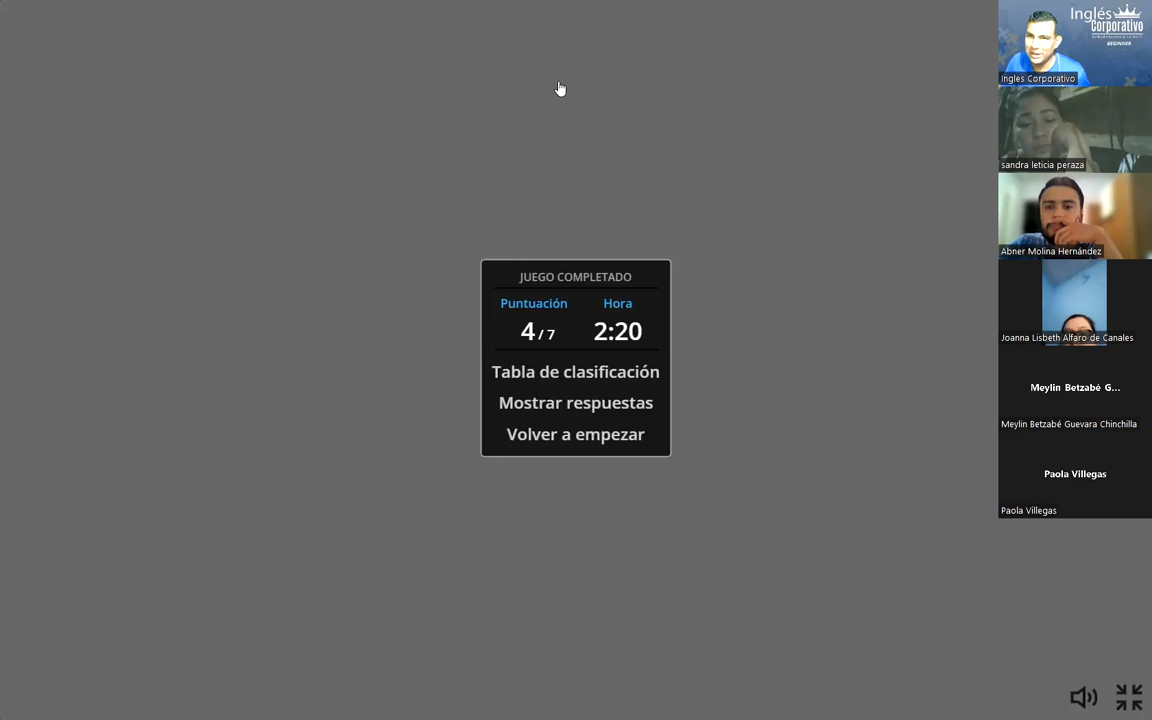 JUEGO COMPLETADO
Puntuación Hora
4 / 7 2:20
Tabla de clasificación
Mostrar respuestas
Volver a empezar
Inglés
Corporativo
BEGINNER
Ingles Corporativo
sandra leticia peraza
Abner Molina Hernández
Joanna Lisbeth Alfaro de Canales
Meylin Betzabé G...
Meylin Betzabé Guevara Chinchilla
Paola Villegas
Paola Villegas